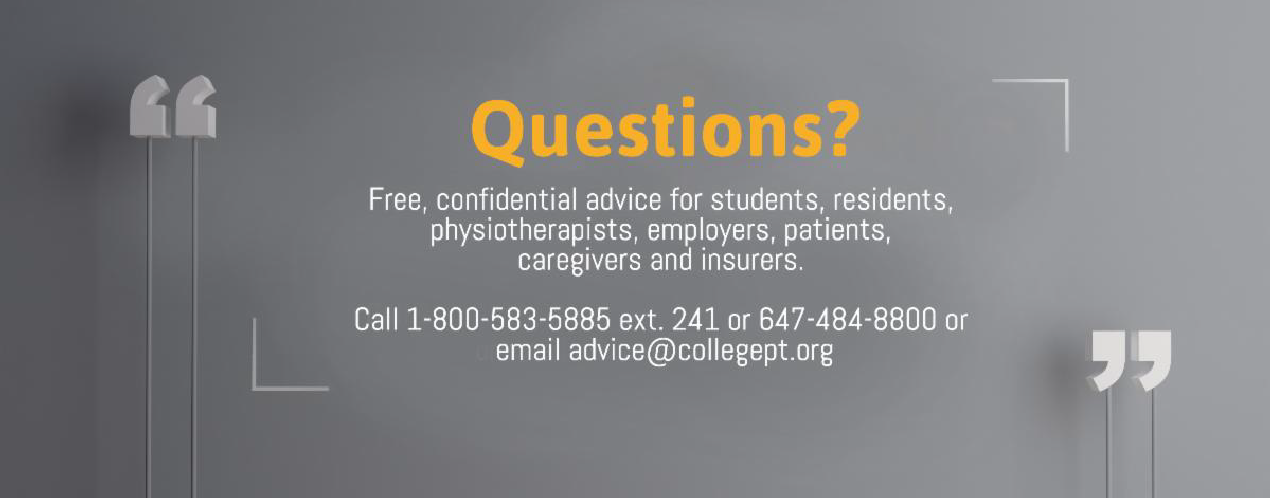 Questions?
Free, confidential advice for students, residents,
physiotherapists, employers, patients,
caregivers and insurers.
Call 1-800-583-5885 ext. 241 or 647-484-8800 or
email advice@collegept.org